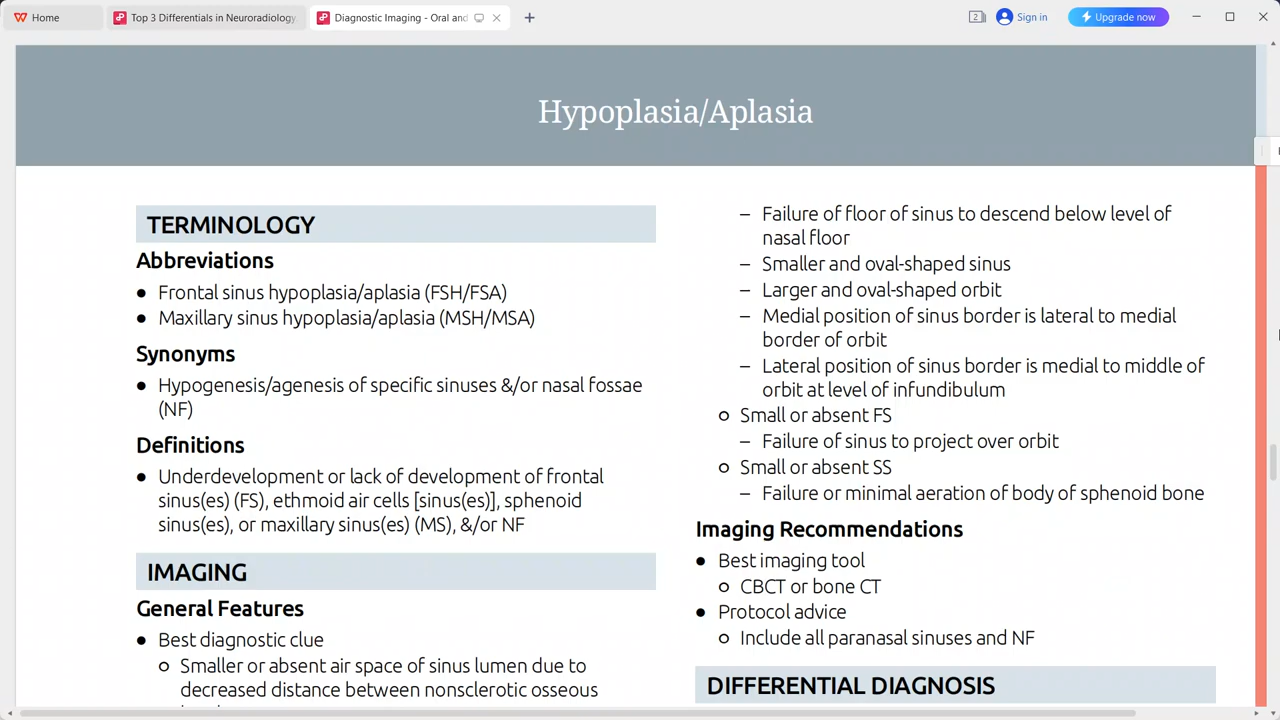 Home
Top 3 Differentials in Neuroradiology.
Diagnostic Imaging - Oral and
2
Sign in
Upgrade now
Hypoplasia/Aplasia
TERMINOLOGY
Abbreviations
● Frontal sinus hypoplasia/aplasia (FSH/FSA)
● Maxillary sinus hypoplasia/aplasia (MSH/MSA)
Synonyms
● Hypogenesis/agenesis of specific sinuses &/or nasal fossae
(NF)
Definitions
● Underdevelopment or lack of development of frontal
sinus(es) (FS), ethmoid air cells [sinus(es)], sphenoid
sinus(es), or maxillary sinus(es) (MS), &/or NF
IMAGING
General Features
● Best diagnostic clue
○ Smaller or absent air space of sinus lumen due to
decreased distance between nonsclerotic osseous
– Failure of floor of sinus to descend below level of
nasal floor
– Smaller and oval-shaped sinus
– Larger and oval-shaped orbit
– Medial position of sinus border is lateral to medial
border of orbit
– Lateral position of sinus border is medial to middle of
orbit at level of infundibulum
○ Small or absent FS
– Failure of sinus to project over orbit
○ Small or absent SS
– Failure or minimal aeration of body of sphenoid bone
Imaging Recommendations
● Best imaging tool
○ CBCT or bone CT
● Protocol advice
○ Include all paranasal sinuses and NF
DIFFERENTIAL DIAGNOSIS